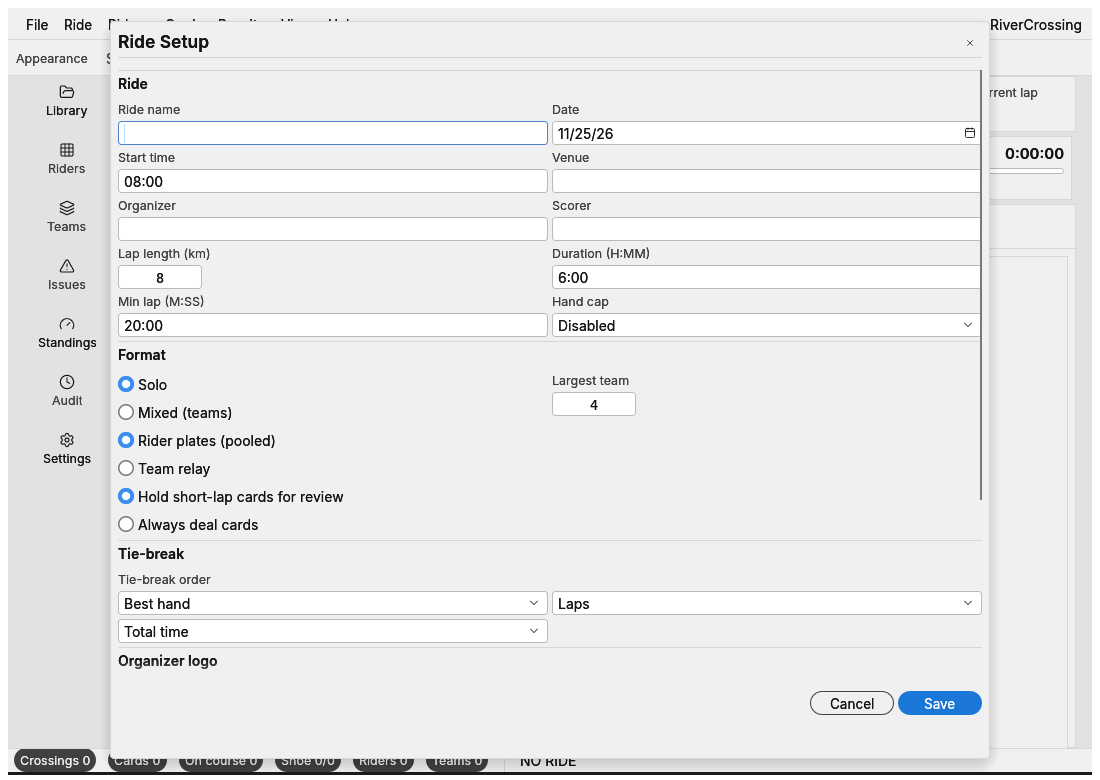 File Ride
RiverCrossing
Ride Setup
Appearance
Library
Riders
Teams
Issues
Standings
Audit
Settings
Ride
Ride name
Date
11/25/26
Start time
Venue
08:00
Organizer
Scorer
Lap length (km)
Duration (H:MM)
8
6:00
Min lap (M:SS)
Hand cap
20:00
Disabled
Format
Solo
Largest team
Mixed (teams)
4
Rider plates (pooled)
Team relay
Hold short-lap cards for review
Always deal cards
Tie-break
Tie-break order
Best hand
Laps
Total time
Organizer logo
Cancel
Save
lap
0:00:00
Crossings 0
Cards 0
On course 0
Shoe 0/0
Riders 0
Teams 0
NO RIDE